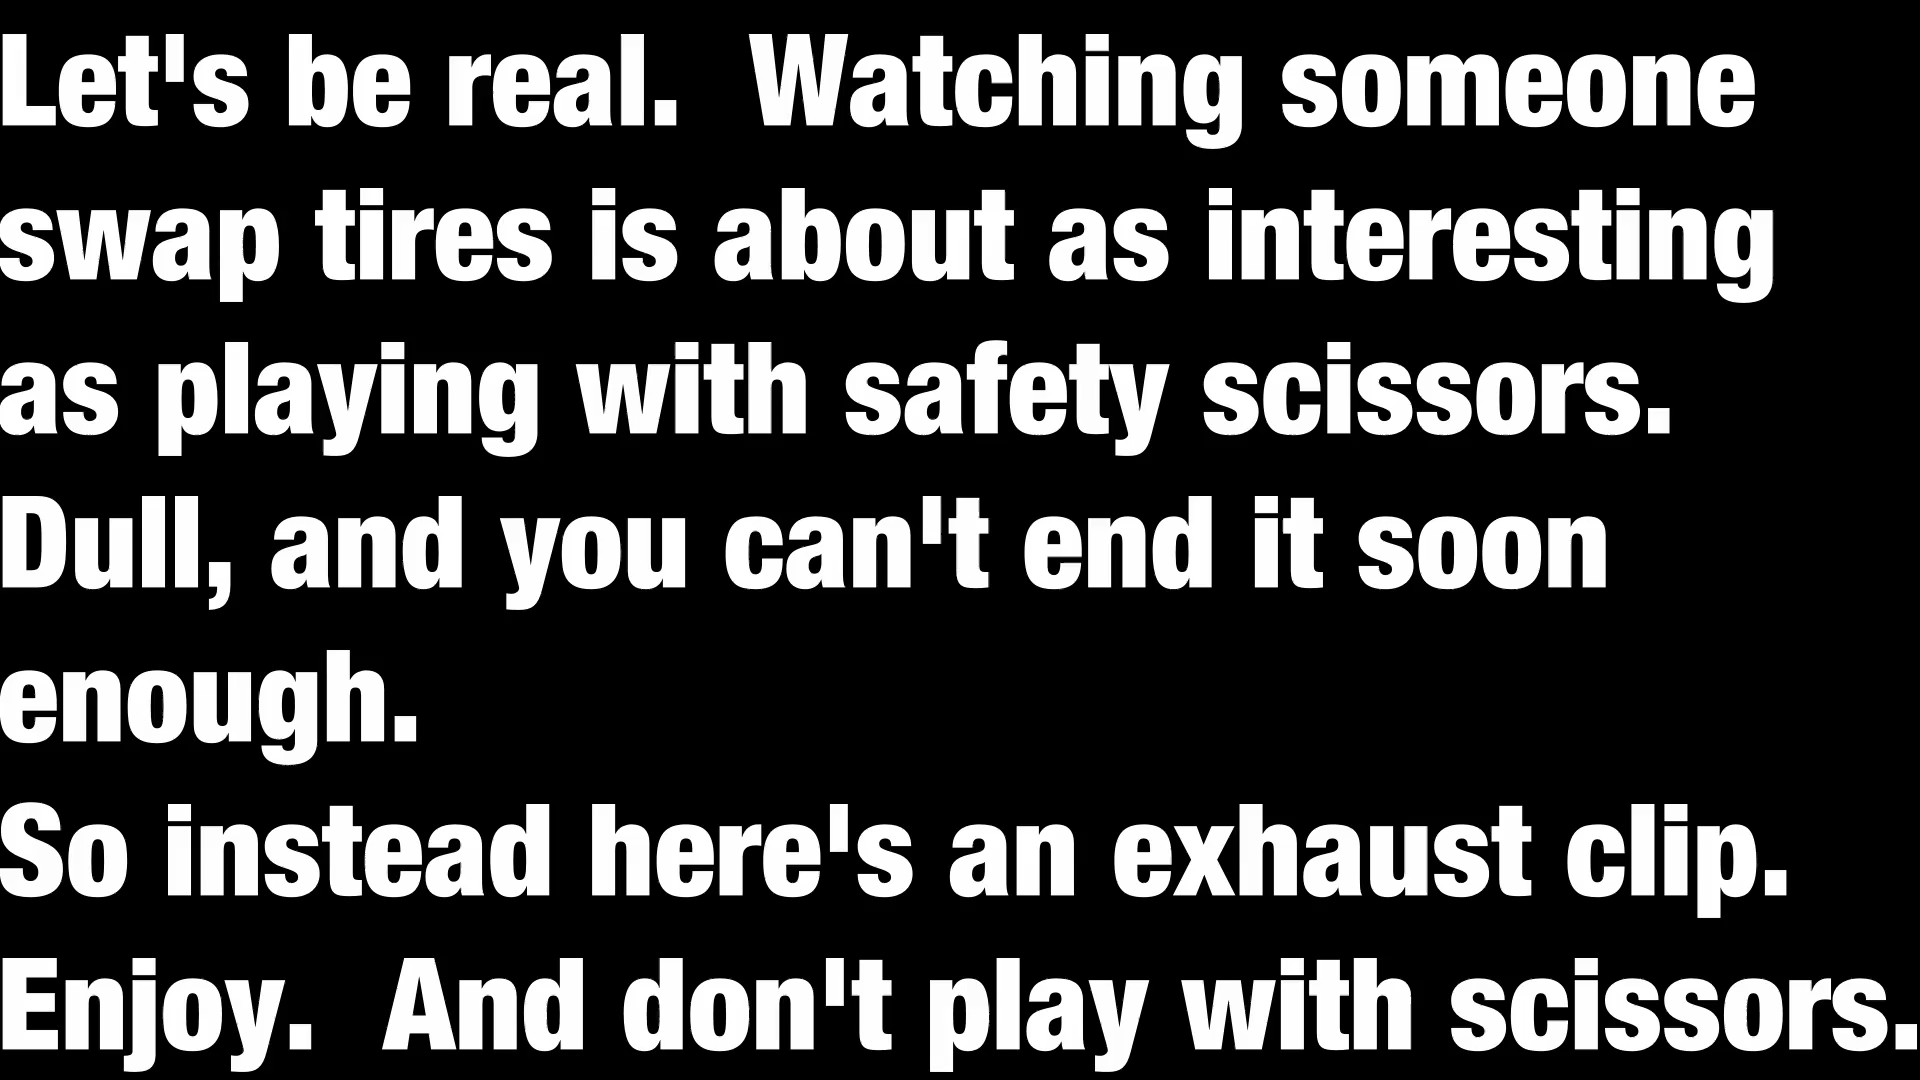 Let's be real.  Watching someone
swap tires is about as interesting
as playing with safety scissors.
Dull, and you can't end it soon
enough.
So instead here's an exhaust clip.
Enjoy.  And don't play with scissors.